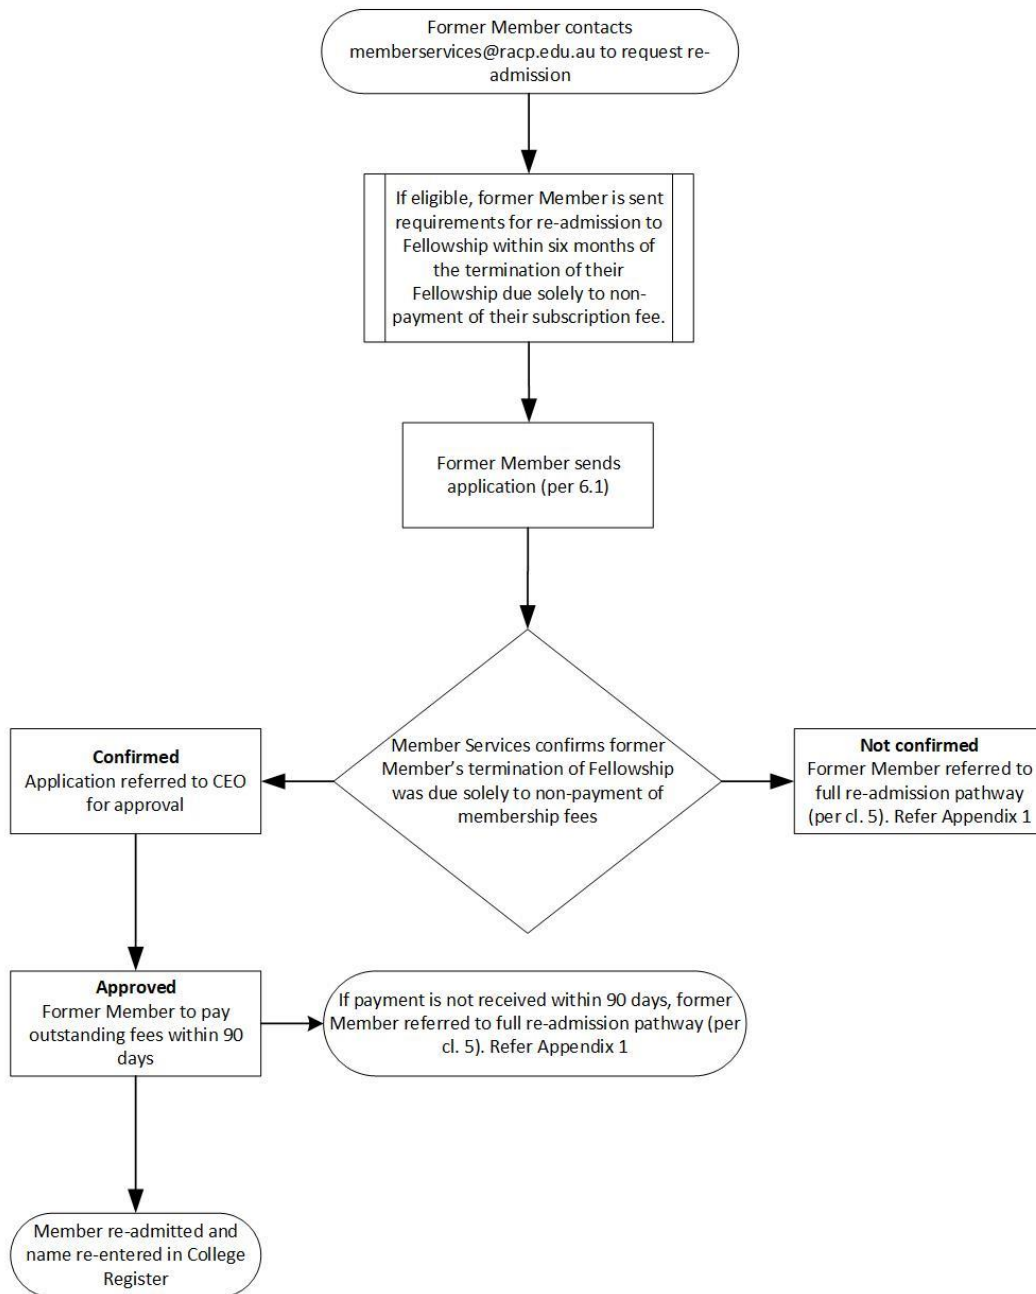 Former Member contacts
memberservices@racp.edu.au to request re-
admission
If eligible, former Member is sent
requirements for re-admission to
Fellowship within six months of
the termination of their
Fellowship due solely to non-
payment of their subscription fee.
Former Member sends
application (per 6.1)
Member Services confirms former
Member’s termination of Fellowship
was due solely to non-payment of
membership fees
Confirmed
Application referred to CEO
for approval
Not confirmed
Former Member referred to
full re-admission pathway
(per cl. 5). Refer Appendix 1
Approved
Former Member to pay
outstanding fees within 90
days
If payment is not received within 90 days, former
Member referred to full re-admission pathway (per
cl. 5). Refer Appendix 1
Member re-admitted and
name re-entered in College
Register